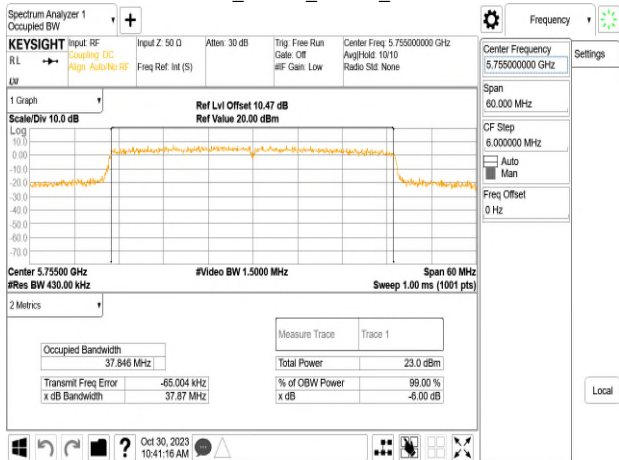 Spectrum Analyzer 1
Occupied BW
Frequency
KEYSIGHT
RL
Input: RF
Coupling: DC
Align: Auto/No RF
Input Z: 50 Ω
Freq Ref: Int (S)
Atten: 30 dB
Trig: Free Run
Gate: Off
#IF Gain: Low
Center Freq: 5.755000000 GHz
Avg|Hold: 10/10
Radio Std: None
Center Frequency
5.755000000 GHz
Settings
Span
60.000 MHz
CF Step
6.000000 MHz
Auto
Man
Freq Offset
0 Hz
Local
1 Graph
Ref Lvl Offset 10.47 dB
Scale/Div 10.0 dB
Ref Value 20.00 dBm
Log
10.0
0.00
-10.0
-20.0
-30.0
-40.0
-50.0
-60.0
-70.0
Center 5.75500 GHz
#Video BW 1.5000 MHz
Span 60 MHz
#Res BW 430.00 kHz
Sweep 1.00 ms (1001 pts)
2 Metrics
Measure Trace
Trace 1
Occupied Bandwidth
37.846 MHz
Total Power
23.0 dBm
Transmit Freq Error
-65.004 kHz
% of OBW Power
99.00 %
x dB Bandwidth
37.87 MHz
x dB
-6.00 dB
?
Oct 30, 2023
10:41:16 AM